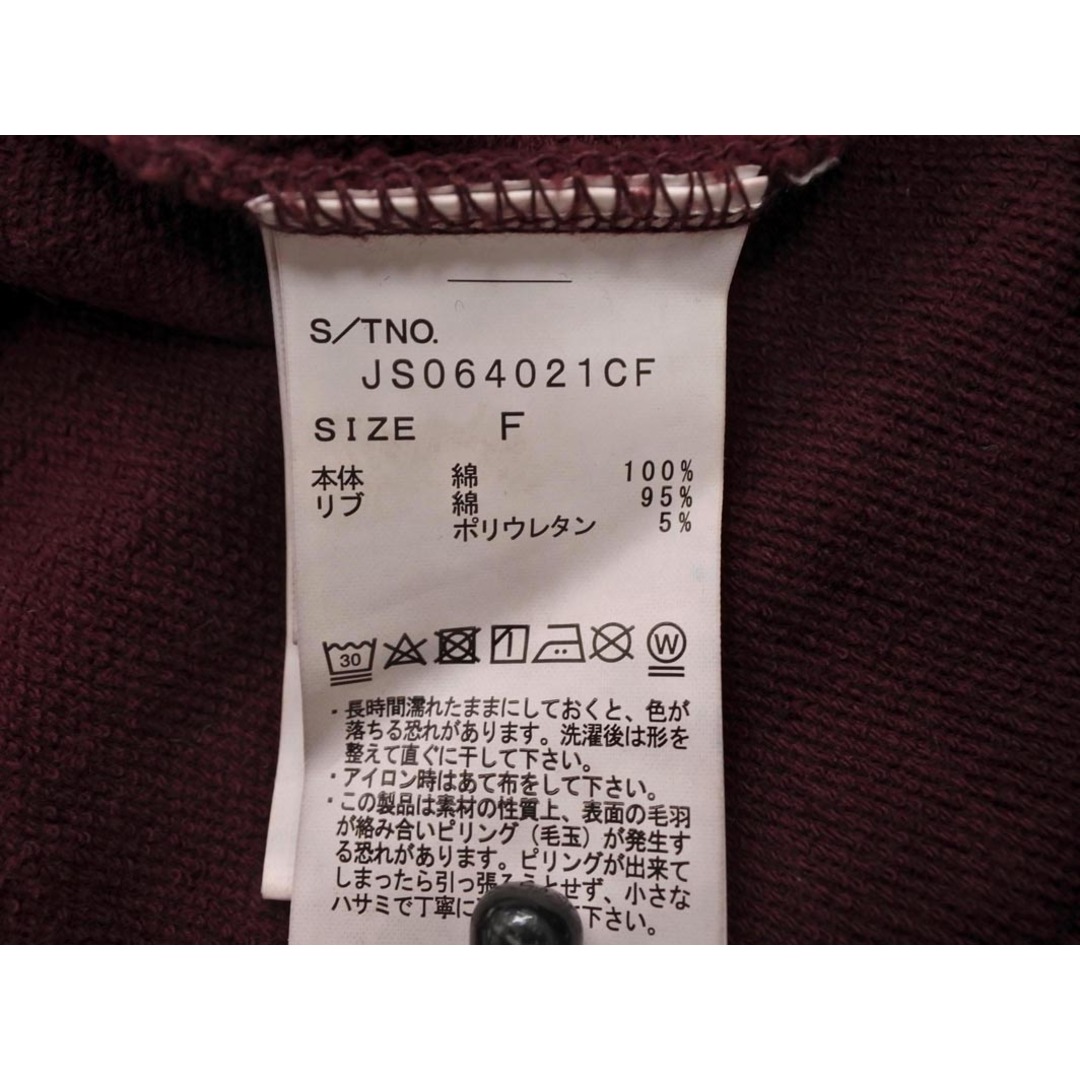 S/TNO.
JS064021CF
SIZE F
本体 綿 100%
リブ 綿 95%
ポリウレタン 5%
30 W
・長時間濡れたままにしておくと、色が
落ちる恐れがあります。洗濯後は形を
整えて直ぐに干して下さい。
・アイロン時はあて布をして下さい。
・この製品は素材の性質上、表面の毛羽
が絡み合いピリング（毛玉）が発生す
る恐れがあります。ピリングが出来て
しまったら引っ張ろうとせず、小さな
ハサミで丁寧に 下さい。